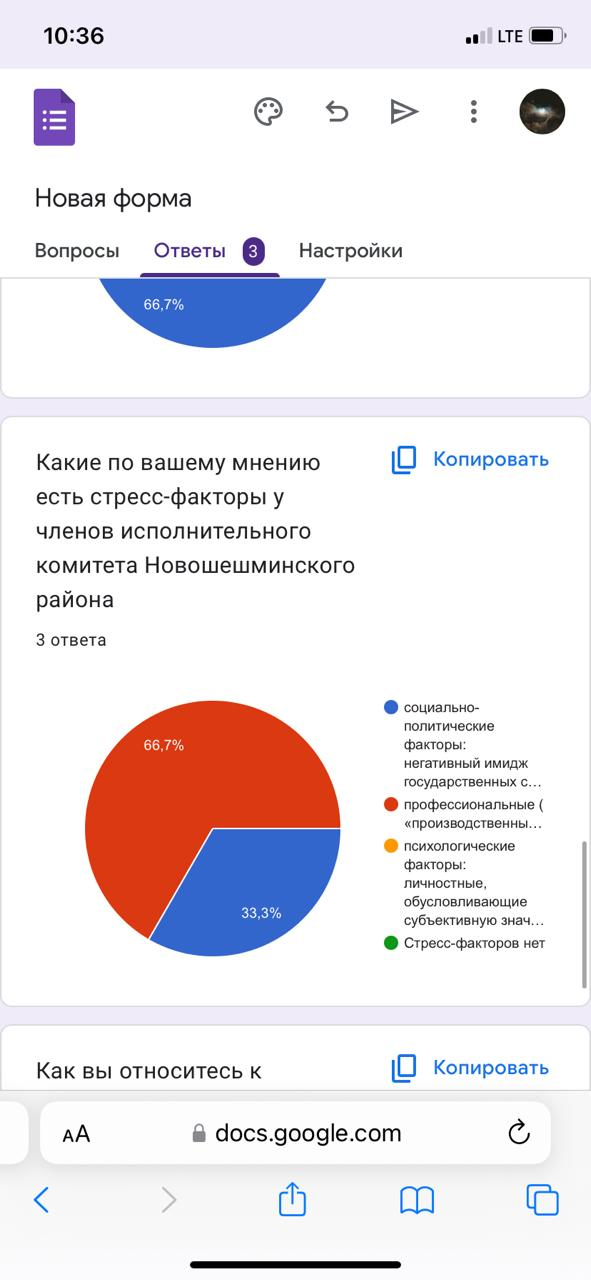 10:36
LTE
Новая форма
Вопросы Ответы 3 Настройки
66,7%
Какие по вашему мнению
есть стресс-факторы у
членов исполнительного
комитета Новошешминского
района
Копировать
3 ответа
66,7%
33,3%
социально-
политические
факторы:
негативный имидж
государственных с...
профессиональные (
«производственны...
психологические
факторы:
личностные,
обусловливающие
субъективную знач...
Стресс-факторов нет
Как вы относитесь к
Копировать
AA docs.google.com